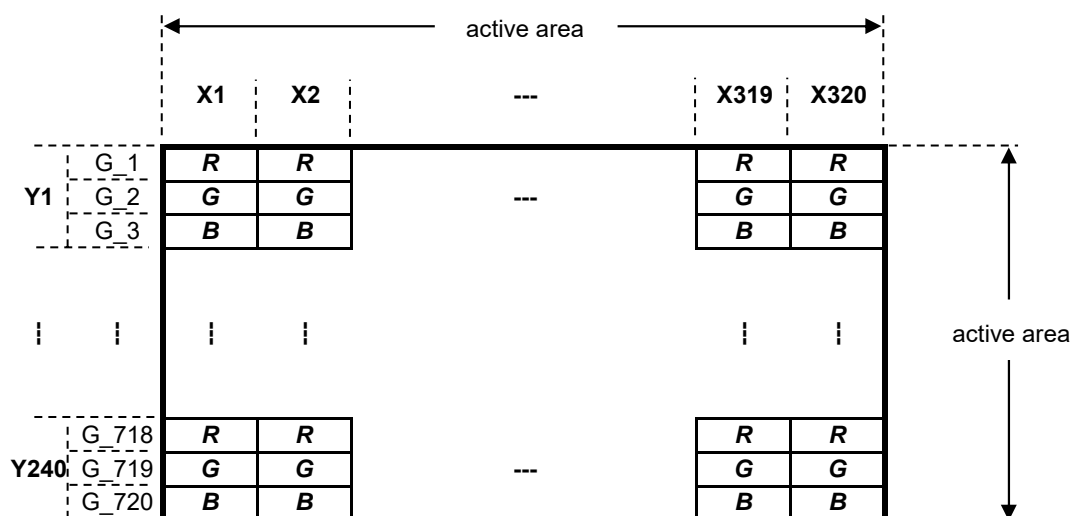 active area
X1 X2 --- X319 X320
G_1 R R R R
Y1 G_2 G G --- G G
G_3 B B B B
active area
G_718 R R R R
Y240 G_719 G G --- G G
G_720 B B B B